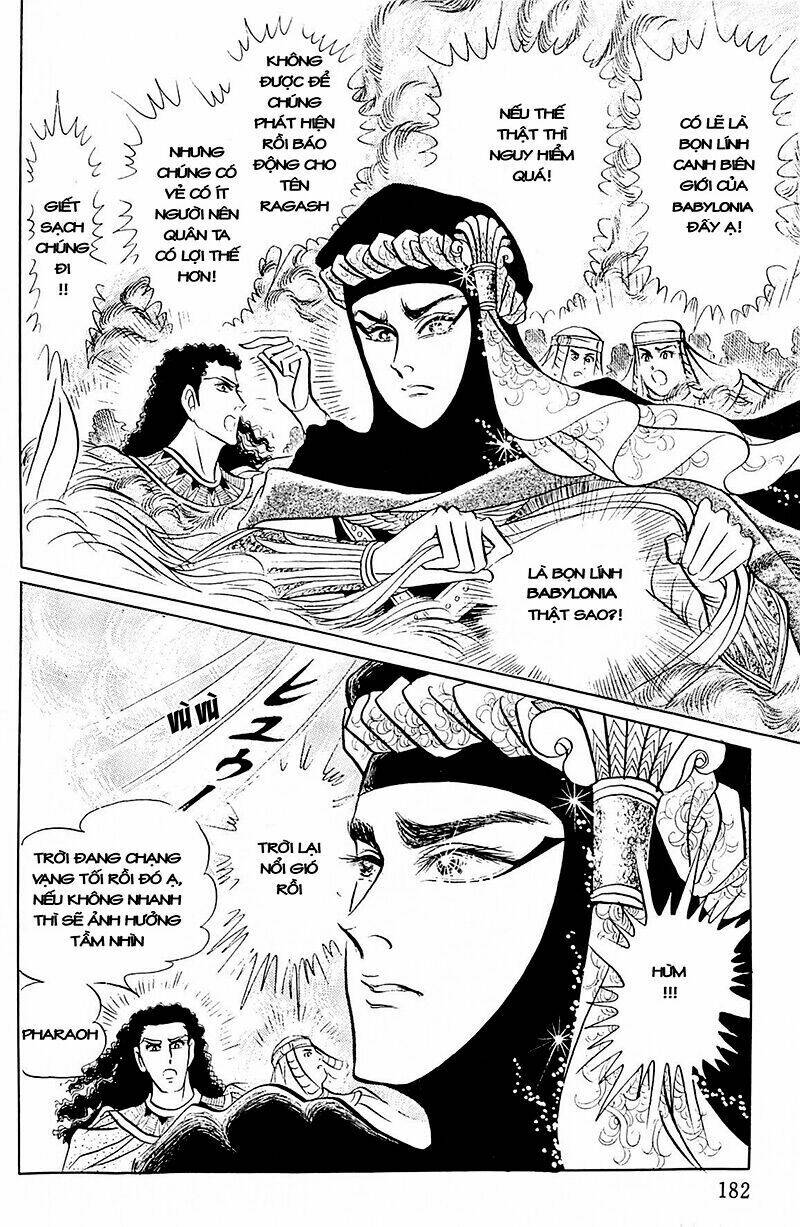 CÓ LẼ LÀ
BỌN LÍNH
CANH BIÊN
GIỚI CỦA
BABYLONIA
ĐẤY Ạ!
NẾU THẾ
THẬT THÌ
NGUY HIỂM
QUÁ!
KHÔNG
ĐƯỢC ĐỂ
CHÚNG
PHÁT HIỆN
RỒI BÁO
ĐỘNG CHO
TÊN
RAGASH
NHƯNG
CHÚNG CÓ
VẺ CÓ ÍT
NGƯỜI NÊN
QUÂN TA
CÓ LỢI THẾ
HƠN!
GIẾT
SẠCH
CHÚNG
ĐI
!!
LÀ BỌN LÍNH
BABYLONIA
THẬT SAO?!
VÙ VÙ
ヒュウー
TRỜI LẠI
NỔI GIÓ
RỒI
HỪM
!!!
TRỜI ĐANG CHẠNG
VẠNG TỐI RỒI ĐÓ Ạ,
NẾU KHÔNG NHANH
THÌ SẼ ẢNH HƯỞNG
TẦM NHÌN
PHARAOH
182